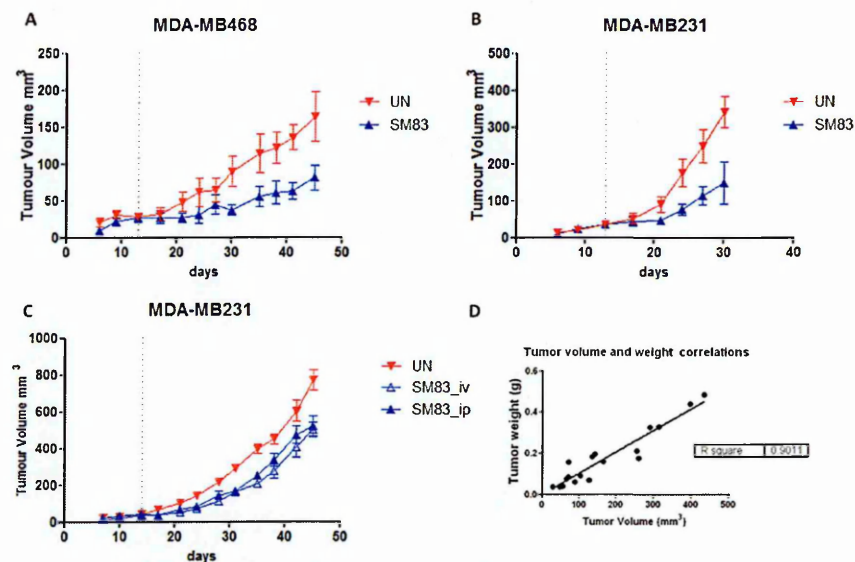 A
MDA-MB468
Tumour Volume mm³
250
200
150
100
50
0
0 10 20 30 40 50
days
UN
SM83
B
MDA-MB231
Tumour Volume mm³
500
400
300
200
100
0
0 10 20 30 40
days
UN
SM83
C
MDA-MB231
Tumour Volume mm³
1000
800
600
400
200
0
0 10 20 30 40 50
days
UN
SM83_iv
SM83_ip
D
Tumor volume and weight correlations
Tumor weight (g)
0.6
0.4
0.2
0.0
0 100 200 300 400 500
Tumor Volume (mm³)
R square 0.9011